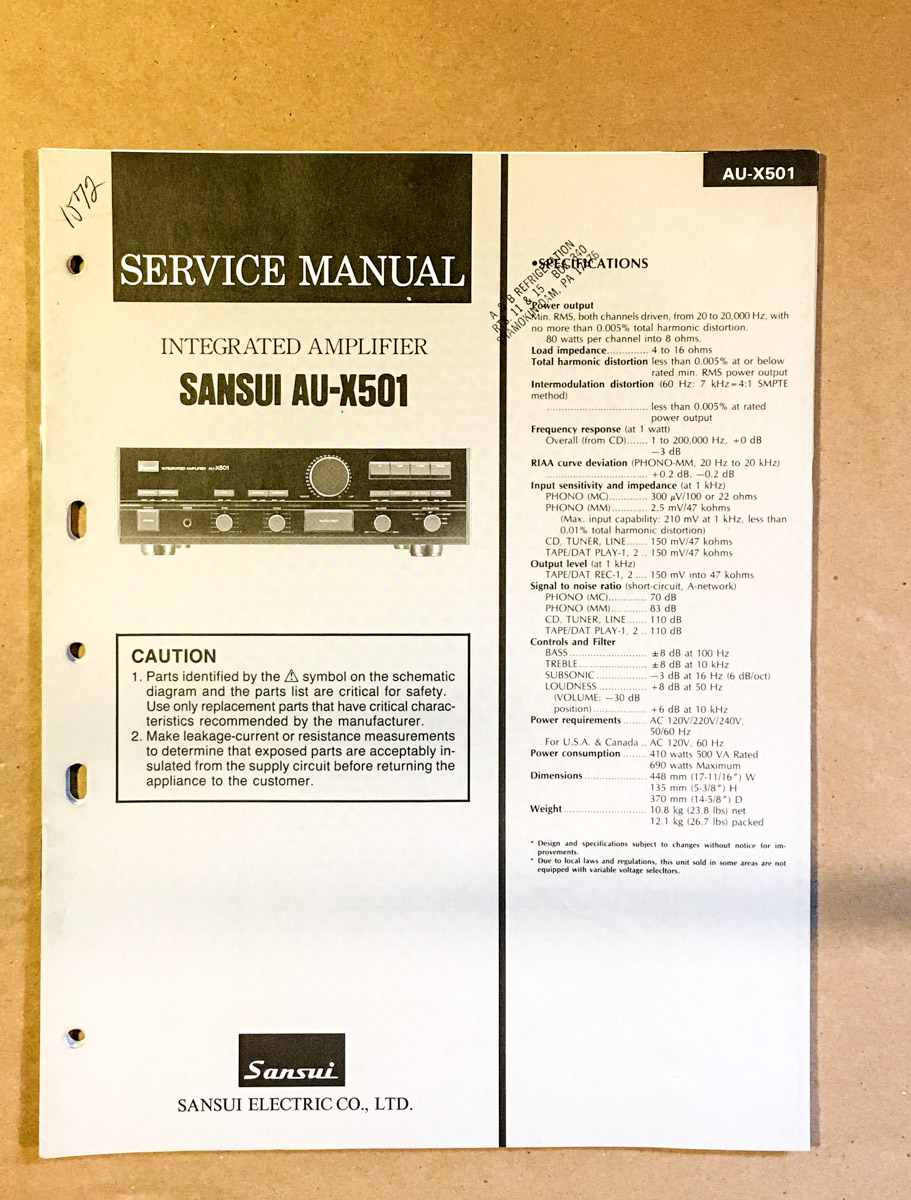 1572
SERVICE MANUAL
INTEGRATED AMPLIFIER
SANSUI AU-X501
INTEGRATED AMPLIFIER AU-X501
CAUTION
1. Parts identified by the ⚠ symbol on the schematic
diagram and the parts list are critical for safety.
Use only replacement parts that have critical charac-
teristics recommended by the manufacturer.
2. Make leakage-current or resistance measurements
to determine that exposed parts are acceptably in-
sulated from the supply circuit before returning the
appliance to the customer.
Sansui
SANSUI ELECTRIC CO., LTD.
AU-X501
A & B REFRIGERATION
RTS. 11 & 15 BOX 340
SHAMOKIN DAM, PA 17876
•SPECIFICATIONS
Power output
Min. RMS, both channels driven, from 20 to 20,000 Hz, with
no more than 0.005% total harmonic distortion.
80 watts per channel into 8 ohms.
Load impedance.............. 4 to 16 ohms
Total harmonic distortion less than 0.005% at or below
rated min. RMS power output
Intermodulation distortion (60 Hz: 7 kHz=4:1 SMPTE
method)
.................................. less than 0.005% at rated
power output
Frequency response (at 1 watt)
Overall (from CD)....... 1 to 200,000 Hz, +0 dB
−3 dB
RIAA curve deviation (PHONO-MM, 20 Hz to 20 kHz)
.................................. +0.2 dB, −0.2 dB
Input sensitivity and impedance (at 1 kHz)
PHONO (MC)............. 300 μV/100 or 22 ohms
PHONO (MM)............. 2.5 mV/47 kohms
(Max. input capability: 210 mV at 1 kHz, less than
0.01% total harmonic distortion)
CD, TUNER, LINE....... 150 mV/47 kohms
TAPE/DAT PLAY-1, 2 .. 150 mV/47 kohms
Output level (at 1 kHz)
TAPE/DAT REC-1, 2 .... 150 mV into 47 kohms
Signal to noise ratio (short-circuit, A-network)
PHONO (MC)............. 70 dB
PHONO (MM)............. 83 dB
CD, TUNER, LINE....... 110 dB
TAPE/DAT PLAY-1, 2 .. 110 dB
Controls and Filter
BASS.......................... ±8 dB at 100 Hz
TREBLE....................... ±8 dB at 10 kHz
SUBSONIC................. −3 dB at 16 Hz (6 dB/oct)
LOUDNESS ................ +8 dB at 50 Hz
(VOLUME: −30 dB
position).................. +6 dB at 10 kHz
Power requirements ........ AC 120V/220V/240V,
50/60 Hz
For U.S.A. & Canada .. AC 120V, 60 Hz
Power consumption ........ 410 watts 500 VA Rated
690 watts Maximum
Dimensions..................... 448 mm (17-11/16") W
135 mm (5-3/8") H
370 mm (14-5/8") D
Weight............................ 10.8 kg (23.8 lbs) net
12.1 kg (26.7 lbs) packed
* Design and specifications subject to changes without notice for im-
provements.
* Due to local laws and regulations, this unit sold in some areas are not
equipped with variable voltage selecltors.